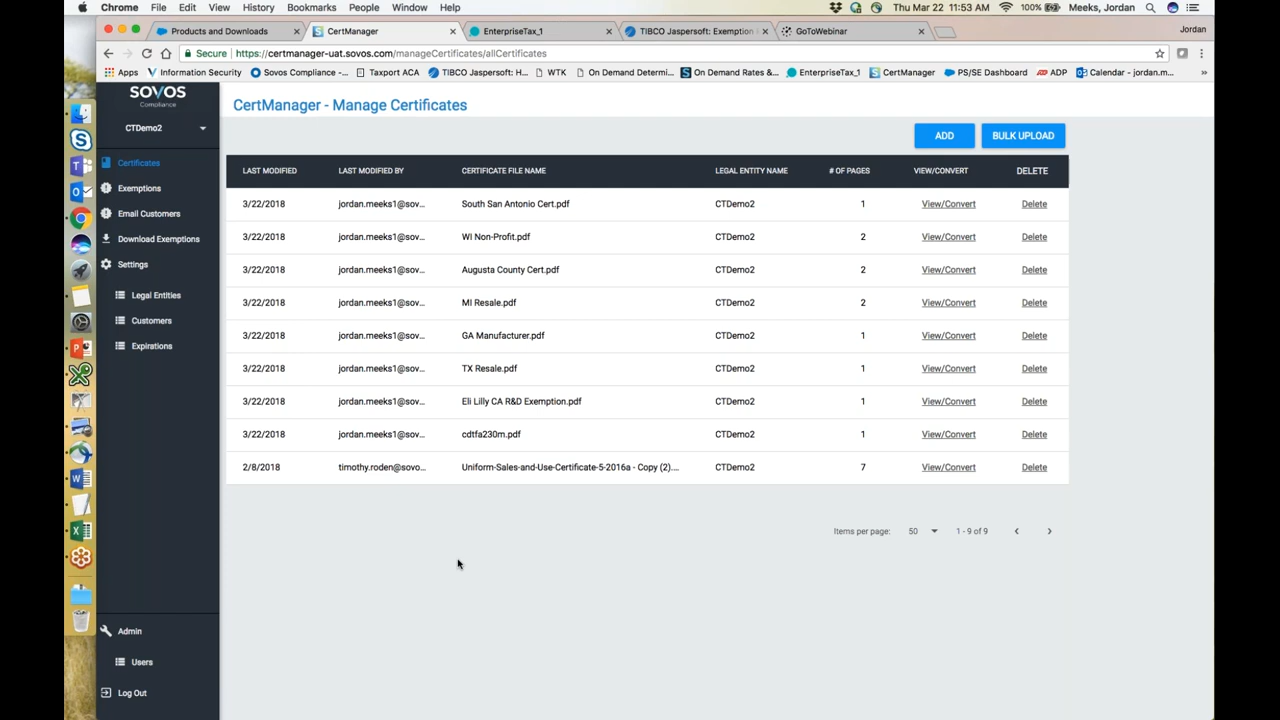 Chrome File Edit View History Bookmarks People Window Help Thu Mar 22 11:53 AM 100% Meeks, Jordan
Products and Downloads CertManager EnterpriseTax_1 TIBCO Jaspersoft: Exemption GoToWebinar Jordan
Secure https://certmanager-uat.sovos.com/manageCertificates/allCertificates
Apps Information Security Sovos Compliance -... Taxport ACA TIBCO Jaspersoft: H... WTK On Demand Determi... On Demand Rates &... EnterpriseTax_1 CertManager PS/SE Dashboard ADP Calendar - jordan.m... »
SOVOS
Compliance
CertManager - Manage Certificates
CTDemo2
ADD BULK UPLOAD
Certificates
Exemptions
Email Customers
Download Exemptions
Settings
Legal Entities
Customers
Expirations
Admin
Users
Log Out
LAST MODIFIED LAST MODIFIED BY CERTIFICATE FILE NAME LEGAL ENTITY NAME # OF PAGES VIEW/CONVERT DELETE
3/22/2018 jordan.meeks1@sov... South San Antonio Cert.pdf CTDemo2 1 View/Convert Delete
3/22/2018 jordan.meeks1@sov... WI Non-Profit.pdf CTDemo2 2 View/Convert Delete
3/22/2018 jordan.meeks1@sov... Augusta County Cert.pdf CTDemo2 2 View/Convert Delete
3/22/2018 jordan.meeks1@sov... MI Resale.pdf CTDemo2 2 View/Convert Delete
3/22/2018 jordan.meeks1@sov... GA Manufacturer.pdf CTDemo2 1 View/Convert Delete
3/22/2018 jordan.meeks1@sov... TX Resale.pdf CTDemo2 1 View/Convert Delete
3/22/2018 jordan.meeks1@sov... Eli Lilly CA R&D Exemption.pdf CTDemo2 1 View/Convert Delete
3/22/2018 jordan.meeks1@sov... cdtfa230m.pdf CTDemo2 1 View/Convert Delete
2/8/2018 timothy.roden@sovo... Uniform-Sales-and-Use-Certificate-5-2016a - Copy (2).... CTDemo2 7 View/Convert Delete
Items per page: 50 1 - 9 of 9